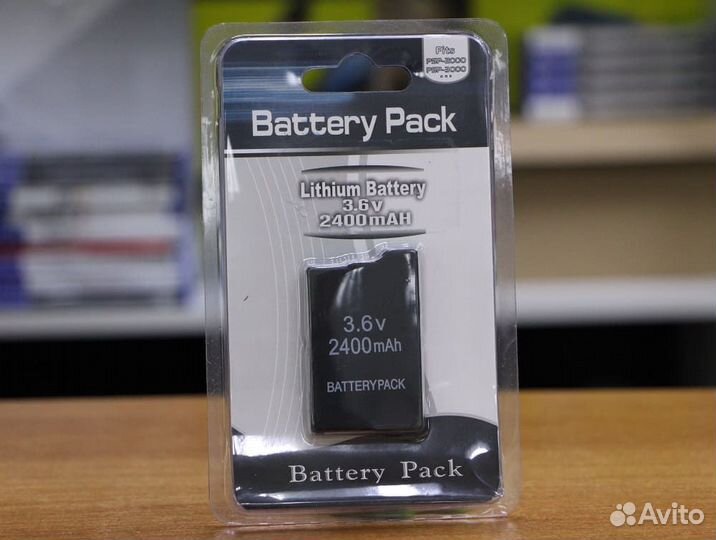 Fits
PSP-2000
PSP-3000
...
Battery Pack
Lithium Battery
3.6v
2400mAH
3.6v
2400mAh
BATTERYPACK
Battery Pack
Avito